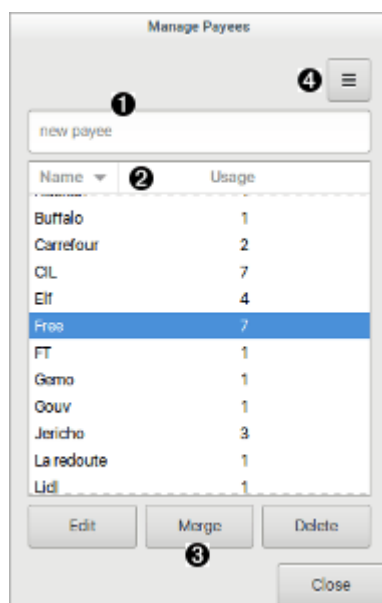 Manage Payees
4 ≡
1
new payee
Name 2 Usage
Buffalo 1
Carrefour 2
CIL 7
Elf 4
Free 7
FT 1
Gemo 1
Gouv 1
Jericho 3
La redoute 1
Lidl 1
Edit Merge Delete
3
Close